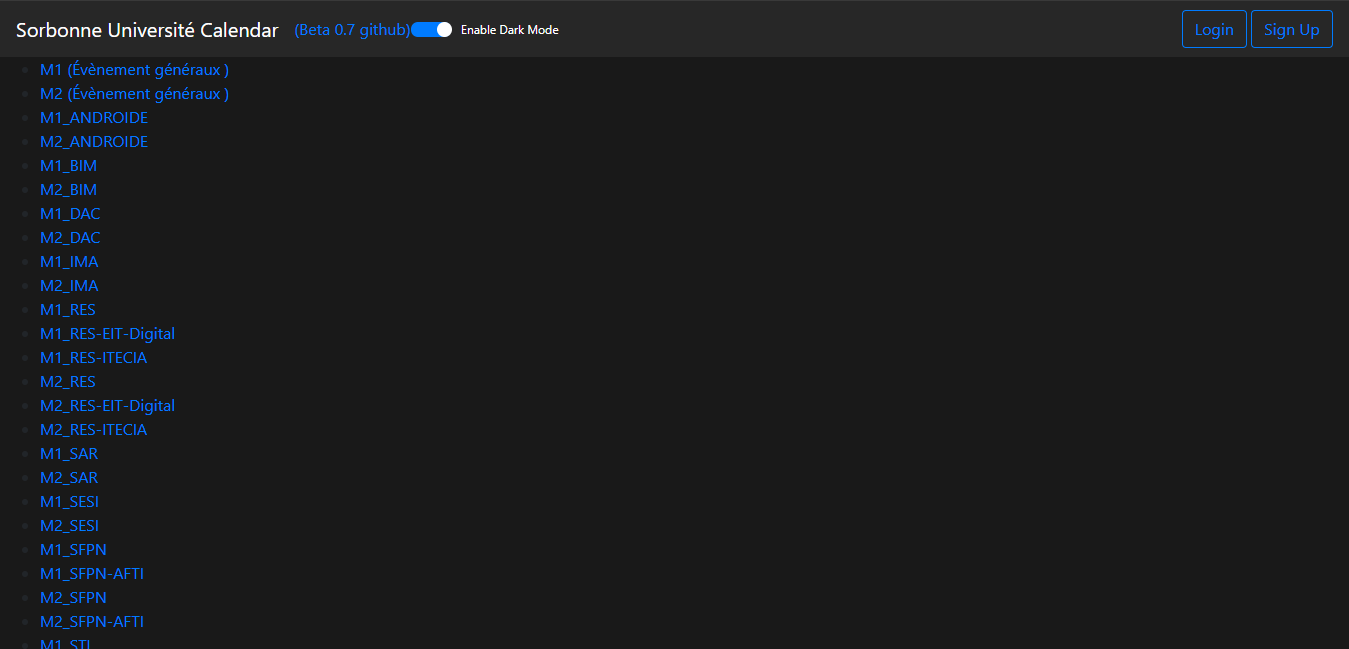 Sorbonne Université Calendar (Beta 0.7 github) Enable Dark Mode Login Sign Up
M1 (Évènement généraux )
M2 (Évènement généraux )
M1_ANDROIDE
M2_ANDROIDE
M1_BIM
M2_BIM
M1_DAC
M2_DAC
M1_IMA
M2_IMA
M1_RES
M1_RES-EIT-Digital
M1_RES-ITECIA
M2_RES
M2_RES-EIT-Digital
M2_RES-ITECIA
M1_SAR
M2_SAR
M1_SESI
M2_SESI
M1_SFPN
M1_SFPN-AFTI
M2_SFPN
M2_SFPN-AFTI
M1_STL